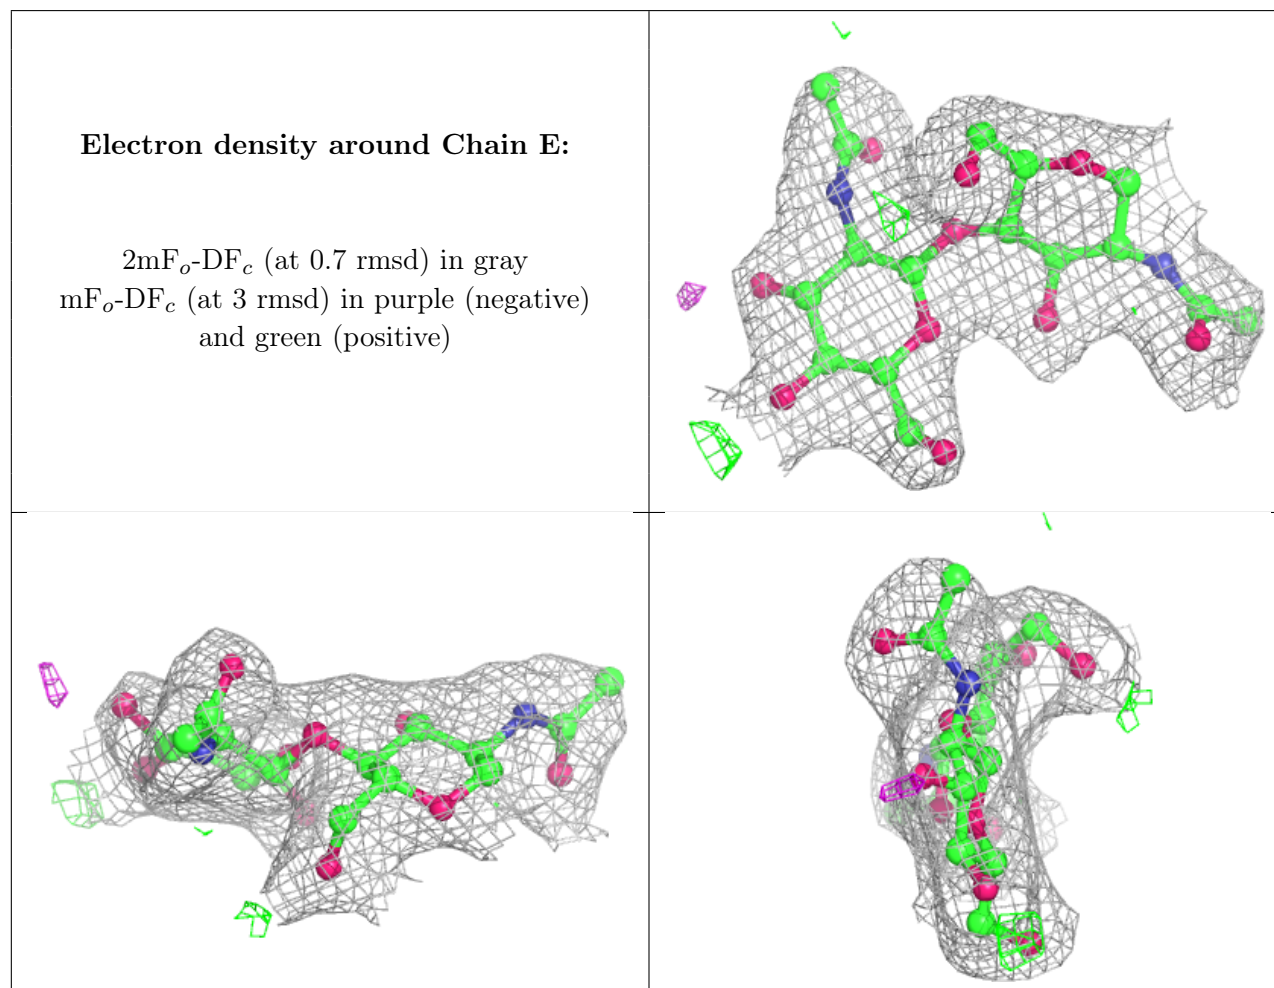 Electron density around Chain E:
2mFo-DFc (at 0.7 rmsd) in gray
mFo-DFc (at 3 rmsd) in purple (negative)
and green (positive)